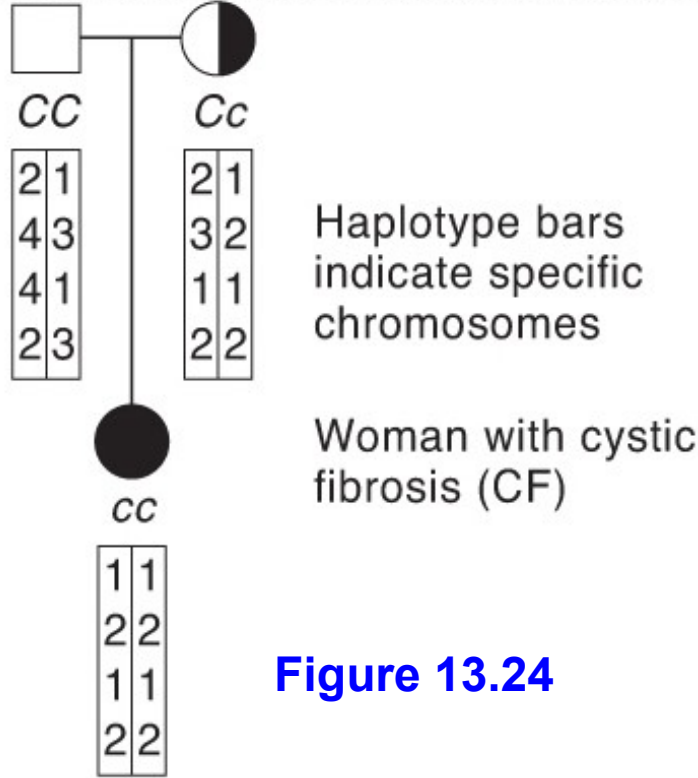 CC Cc
2 1 2 1
4 3 3 2
4 1 1 1
2 3 2 2
Haplotype bars
indicate specific
chromosomes
Woman with cystic
fibrosis (CF)
cc
1 1
2 2
1 1
2 2
Figure 13.24